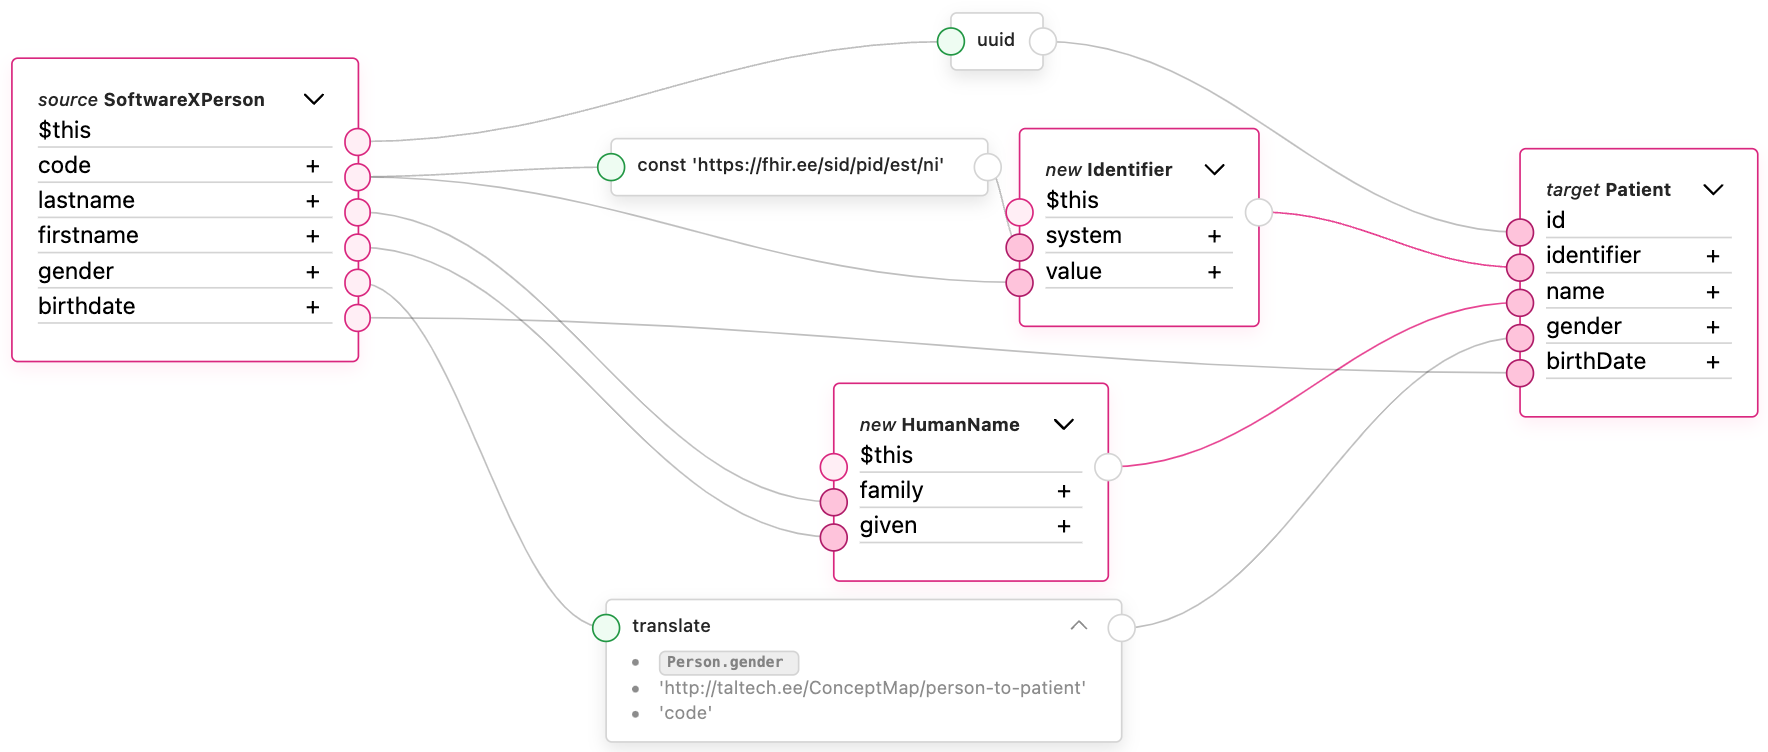 uuid
source SoftwareXPerson
$this
code +
lastname +
firstname +
gender +
birthdate +
const 'https://fhir.ee/sid/pid/est/ni'
new Identifier
$this
system +
value +
target Patient
id
identifier +
name +
gender +
birthDate +
new HumanName
$this
family +
given +
translate
• Person.gender
• 'http://taltech.ee/ConceptMap/person-to-patient'
• 'code'